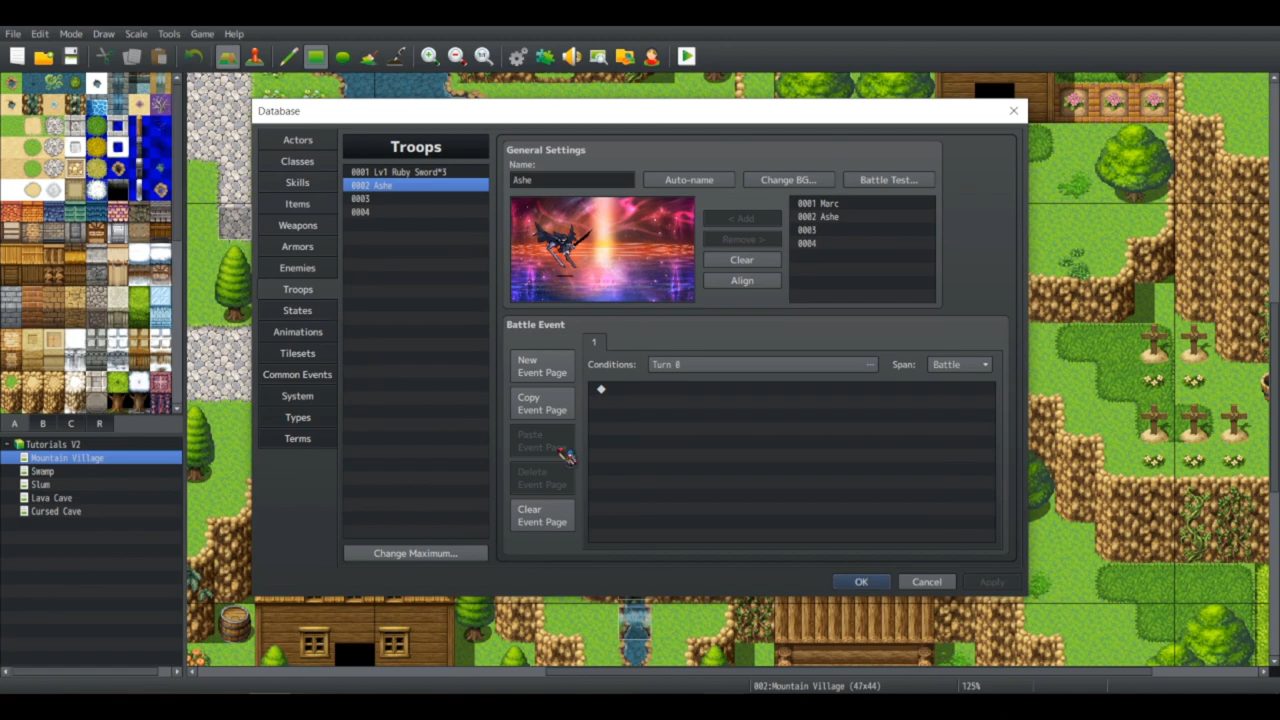 File Edit Mode Draw Scale Tools Game Help
Database
Actors
Classes
Skills
Items
Weapons
Armors
Enemies
Troops
States
Animations
Tilesets
Common Events
System
Types
Terms
Troops
0001 Lv1 Ruby Sword*3
0002 Ashe
0003
0004
Change Maximum...
General Settings
Name:
Ashe
Auto-name
Change BG...
Battle Test...
< Add
Remove >
Clear
Align
0001 Marc
0002 Ashe
0003
0004
Battle Event
1
New
Event Page
Copy
Event Page
Paste
Event Page
Delete
Event Page
Clear
Event Page
Conditions: Turn 0 ...
Span: Battle
OK
Cancel
Apply
A B C R
Tutorials V2
Mountain Village
Swamp
Slum
Lava Cave
Cursed Cave
002:Mountain Village (47x44)
125%